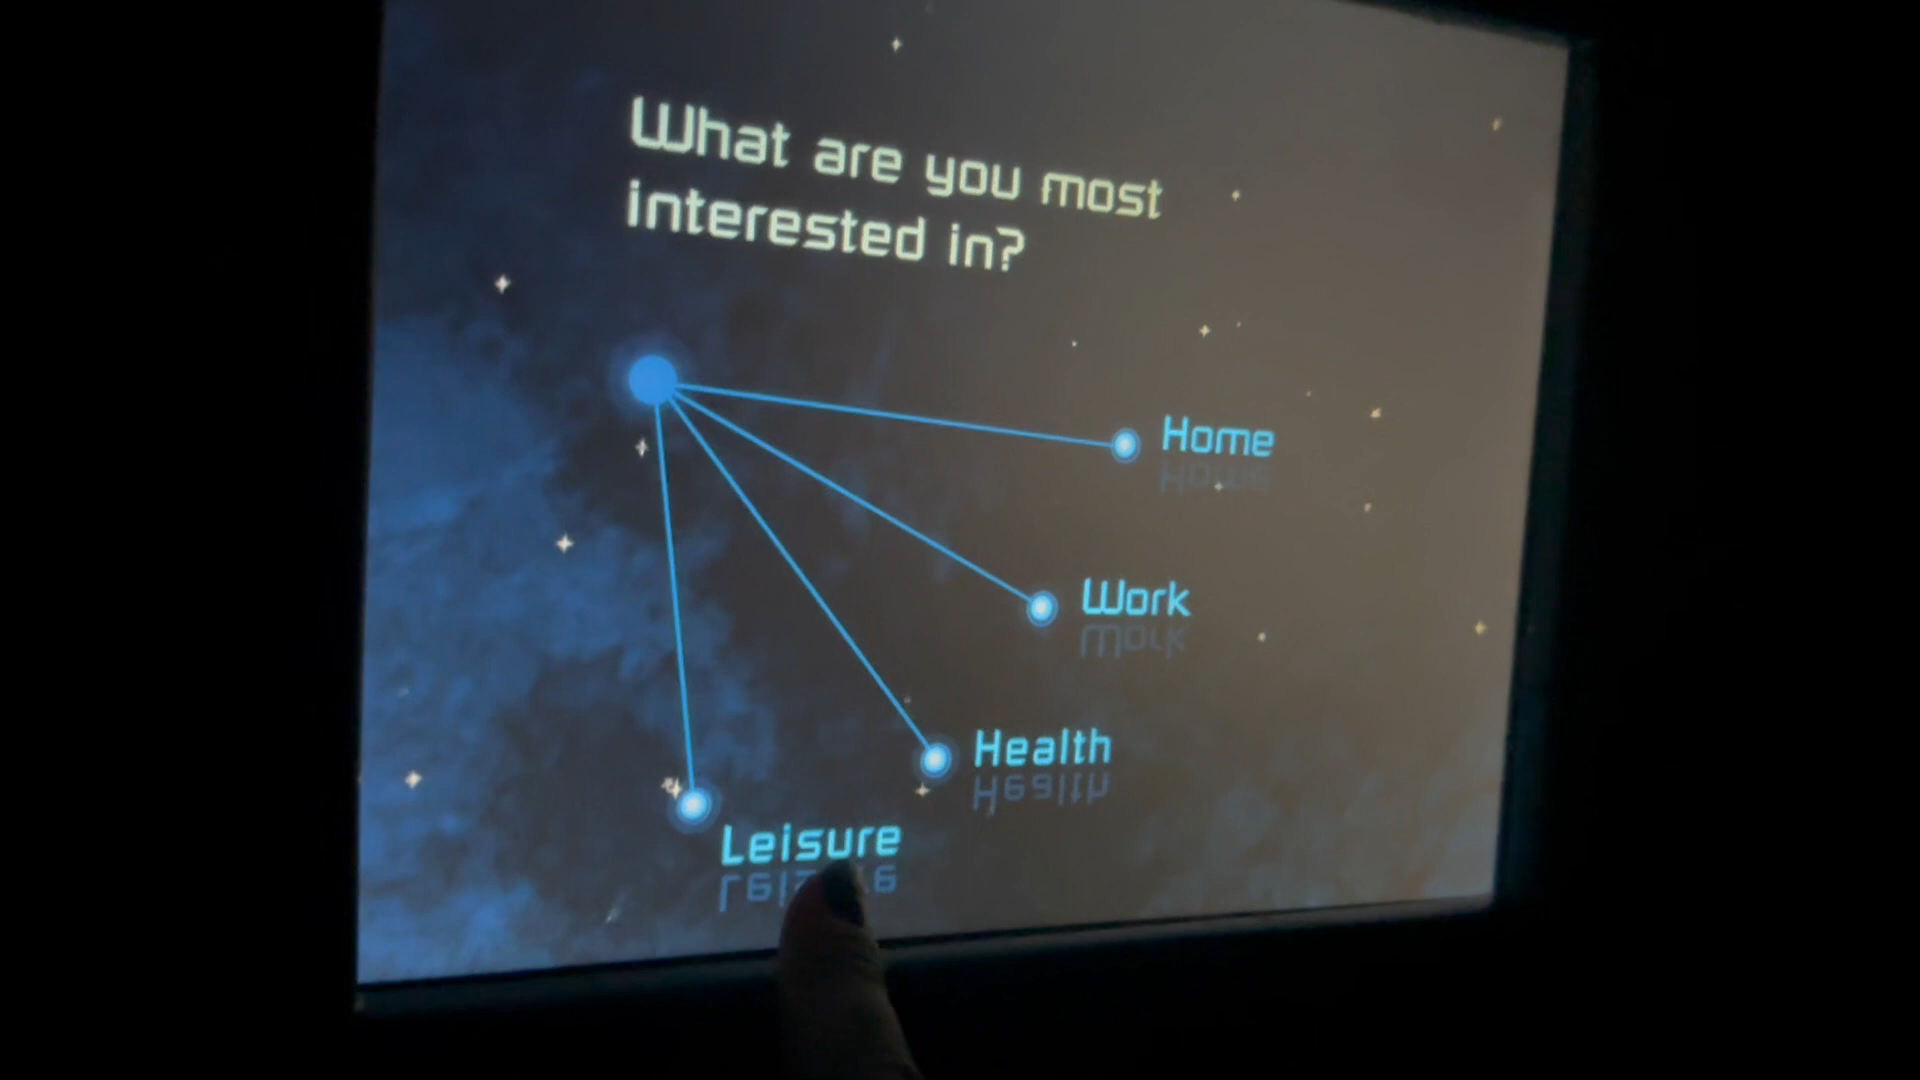 What are you most
interested in?
Home
Work
Health
Leisure